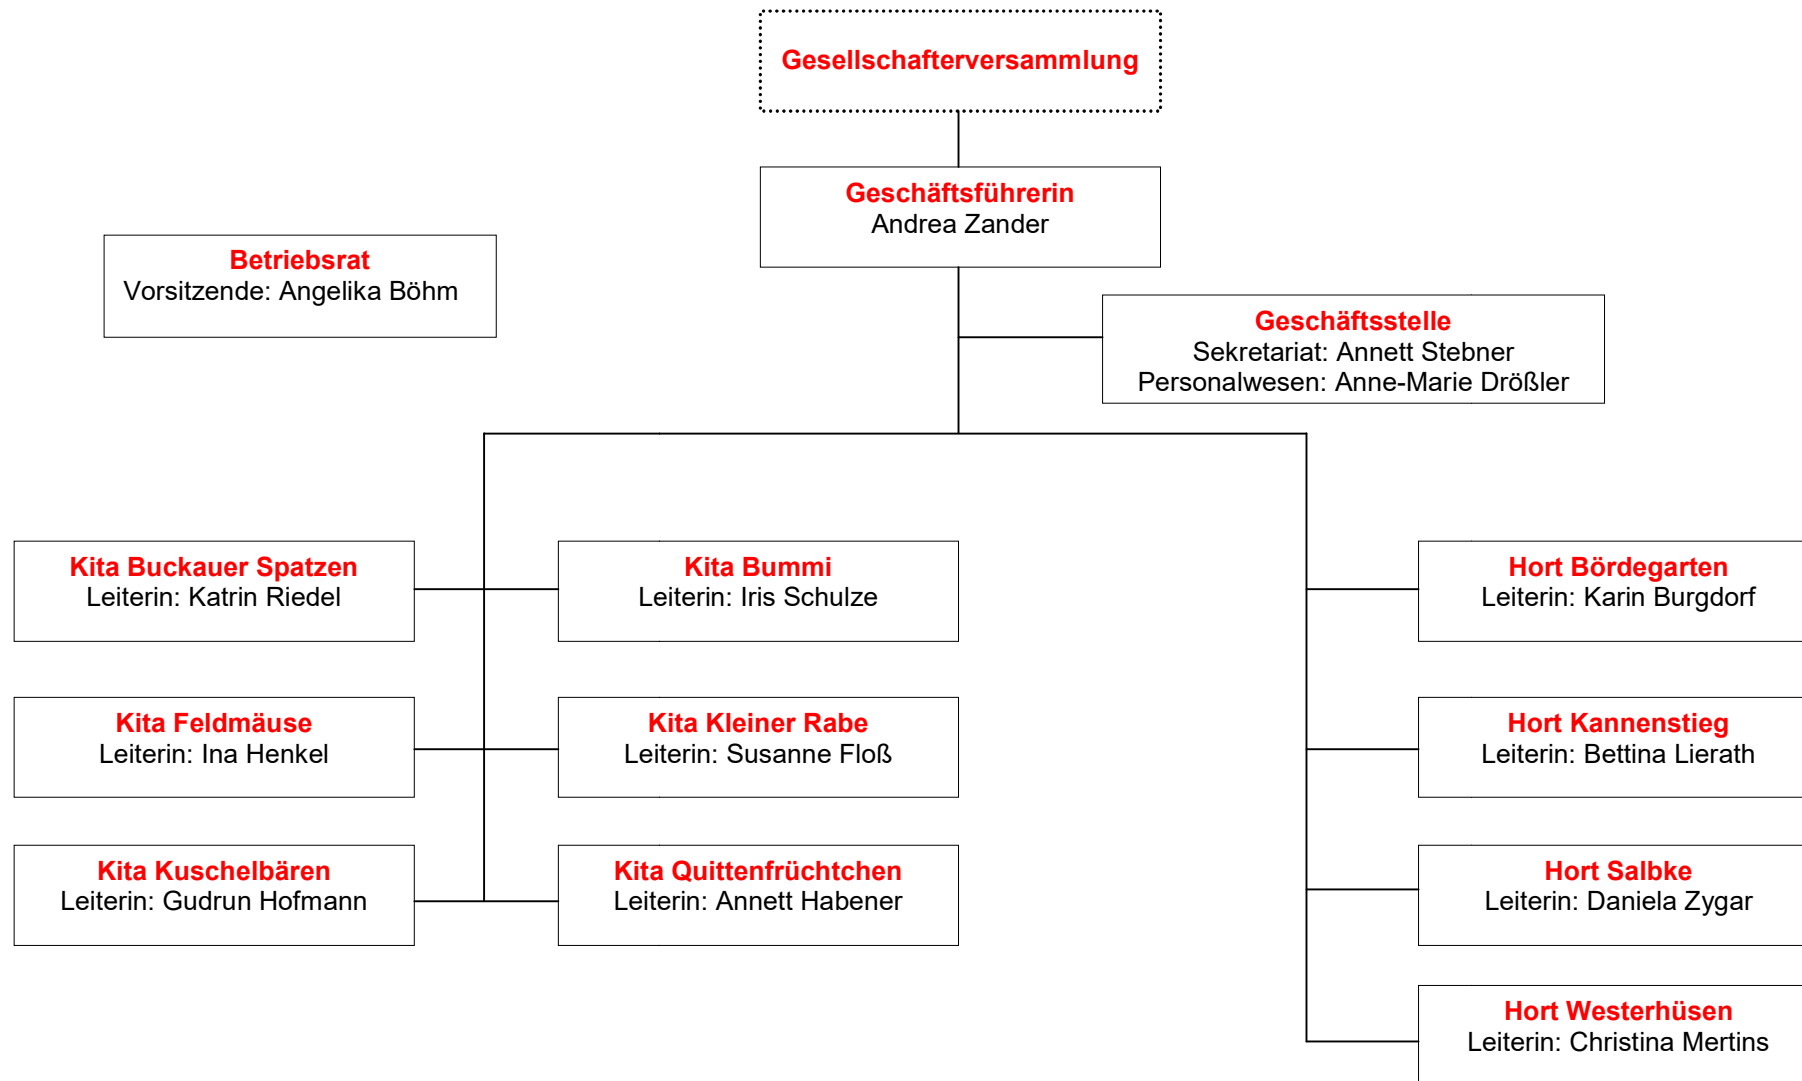 Gesellschafterversammlung
Geschäftsführerin
Andrea Zander
Betriebsrat
Vorsitzende: Angelika Böhm
Geschäftsstelle
Sekretariat: Annett Stebner
Personalwesen: Anne-Marie Drößler
Kita Buckauer Spatzen
Leiterin: Katrin Riedel
Kita Bummi
Leiterin: Iris Schulze
Hort Bördegarten
Leiterin: Karin Burgdorf
Kita Feldmäuse
Leiterin: Ina Henkel
Kita Kleiner Rabe
Leiterin: Susanne Floß
Hort Kannenstieg
Leiterin: Bettina Lierath
Kita Kuschelbären
Leiterin: Gudrun Hofmann
Kita Quittenfrüchtchen
Leiterin: Annett Habener
Hort Salbke
Leiterin: Daniela Zygar
Hort Westerhüsen
Leiterin: Christina Mertins